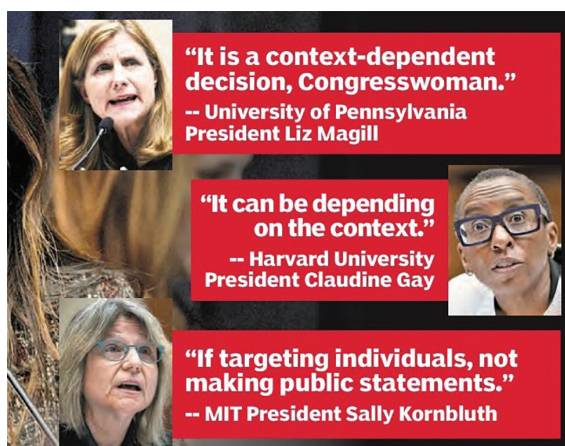 “It is a context-dependent
decision, Congresswoman.”
-- University of Pennsylvania
President Liz Magill
“It can be depending
on the context.”
-- Harvard University
President Claudine Gay
“If targeting individuals, not
making public statements.”
-- MIT President Sally Kornbluth